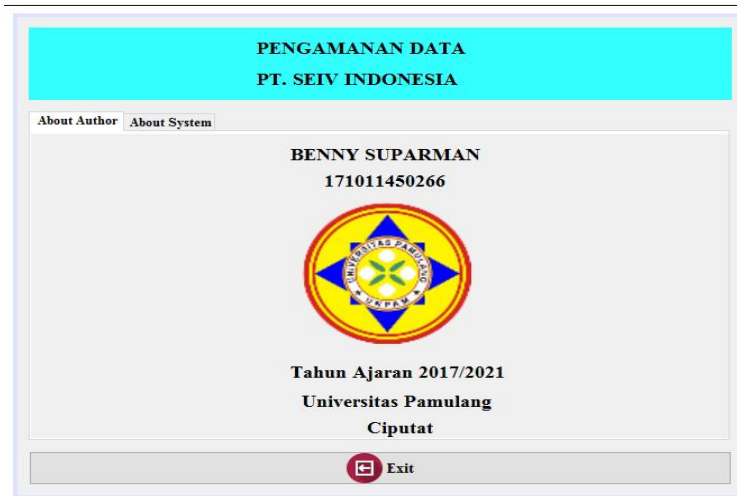 PENGAMANAN DATA
PT. SEIV INDONESIA
About Author About System
BENNY SUPARMAN
171011450266
UNIVERSITAS PAMULANG
UNPAM
Tahun Ajaran 2017/2021
Universitas Pamulang
Ciputat
Exit